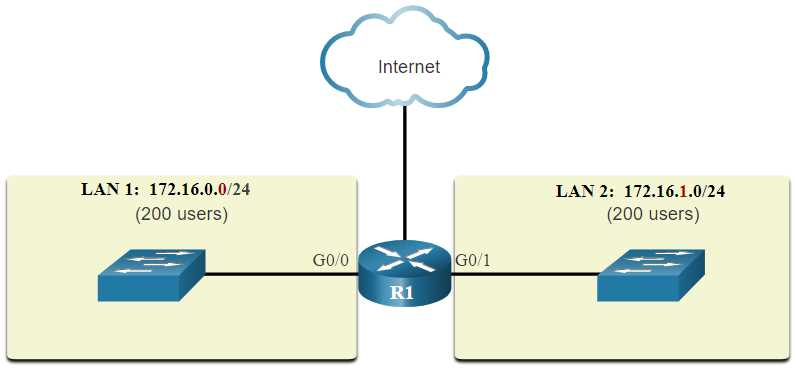 Internet
LAN 1: 172.16.0.0/24
(200 users)
LAN 2: 172.16.1.0/24
(200 users)
G0/0
G0/1
R1